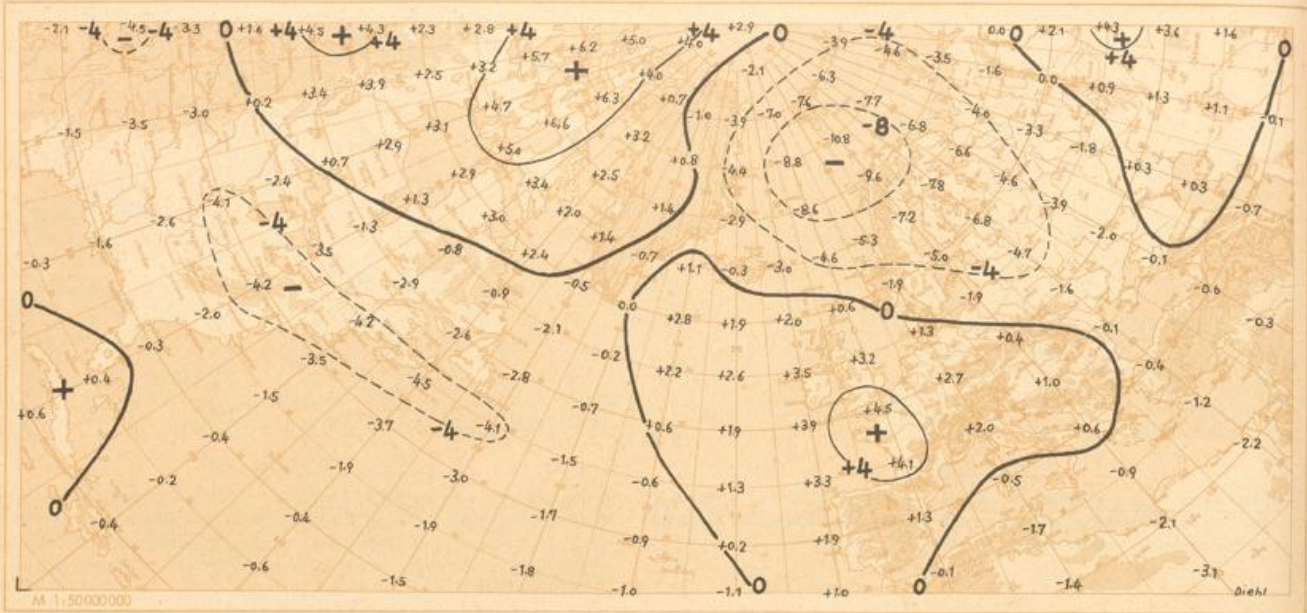 -2.1 -4 -4.5 -4 -3.3 0 +1.6 +4 +4.5 + +4.3 +4 +2.3 +2.8 +4 +5.0 +4 +2.9 0 -4 0.0 0 +2.1 +4.3 + +3.6 +1.6 0
+6.2 +4.0 -3.9 -4.6 -3.5
- +5.7 + +4
+3.2 +4.0 -2.1 -6.3 -1.6 0.0
+2.5 +3.9 +3.4 +0.9
+0.2 +4.7 +6.3 +0.7 -7.6 -7.7 -4.0 +1.3 +1.1
-3.0 -3.5 +3.1 +6.6 -1.0 -3.9 -7.0 -8 -6.8 -3.3 -0.1
-1.5 +2.9 +5.0 +3.2 -10.8 -6.6 -1.8
+0.7 +2.9 +2.5 +0.8 -4.4 -8.8 - -9.6 -7.8 -4.6 +0.3 +0.3
-2.4 +3.4
-4.1 +1.3 +3.0 +2.0 +1.4 -2.9 -8.6 -7.2 -6.8 -3.9 -0.7
-2.6 -4 -1.3
1.6 3.5 -0.8 +2.4 +1.4 -0.7 -5.3 -5.0 -4.7 -2.0 -0.1
-0.3 -4.6
-4.2 - -2.9 -0.9 -0.5 +1.1 -0.3 -3.0 -1.9 -1.9 -4 -1.6 -0.6
0 -2.0 0.0 +0.6 0
-4.2 -2.6 -2.1 +2.8 +1.9 +2.0 +1.3 +0.4 -0.1 -0.3
-0.3 -3.5 -0.2 +3.2 -0.4
+ +0.4 -4.5 -2.8 +2.2 +2.6 +3.5 +2.7 +1.0
+0.6 -1.5 -0.7 +4.5 -1.2
-0.4 -3.7 -4 -4.1 +0.6 +1.9 +3.9 + +2.0 +0.6 -2.2
-0.2 -1.9 -3.0 -1.5 -0.6 +1.3 +3.3 +4 +4.1 -0.5 -0.9
0 -0.4 -0.4 -1.9 -1.7 +1.3 -1.7 -2.1
-0.9 +0.2 +1.9
-0.6 -1.5 -1.8 -1.0 -1.1 0 +1.0 0 -0.1 -1.4 -3.1
Diehl
M 1:50000000